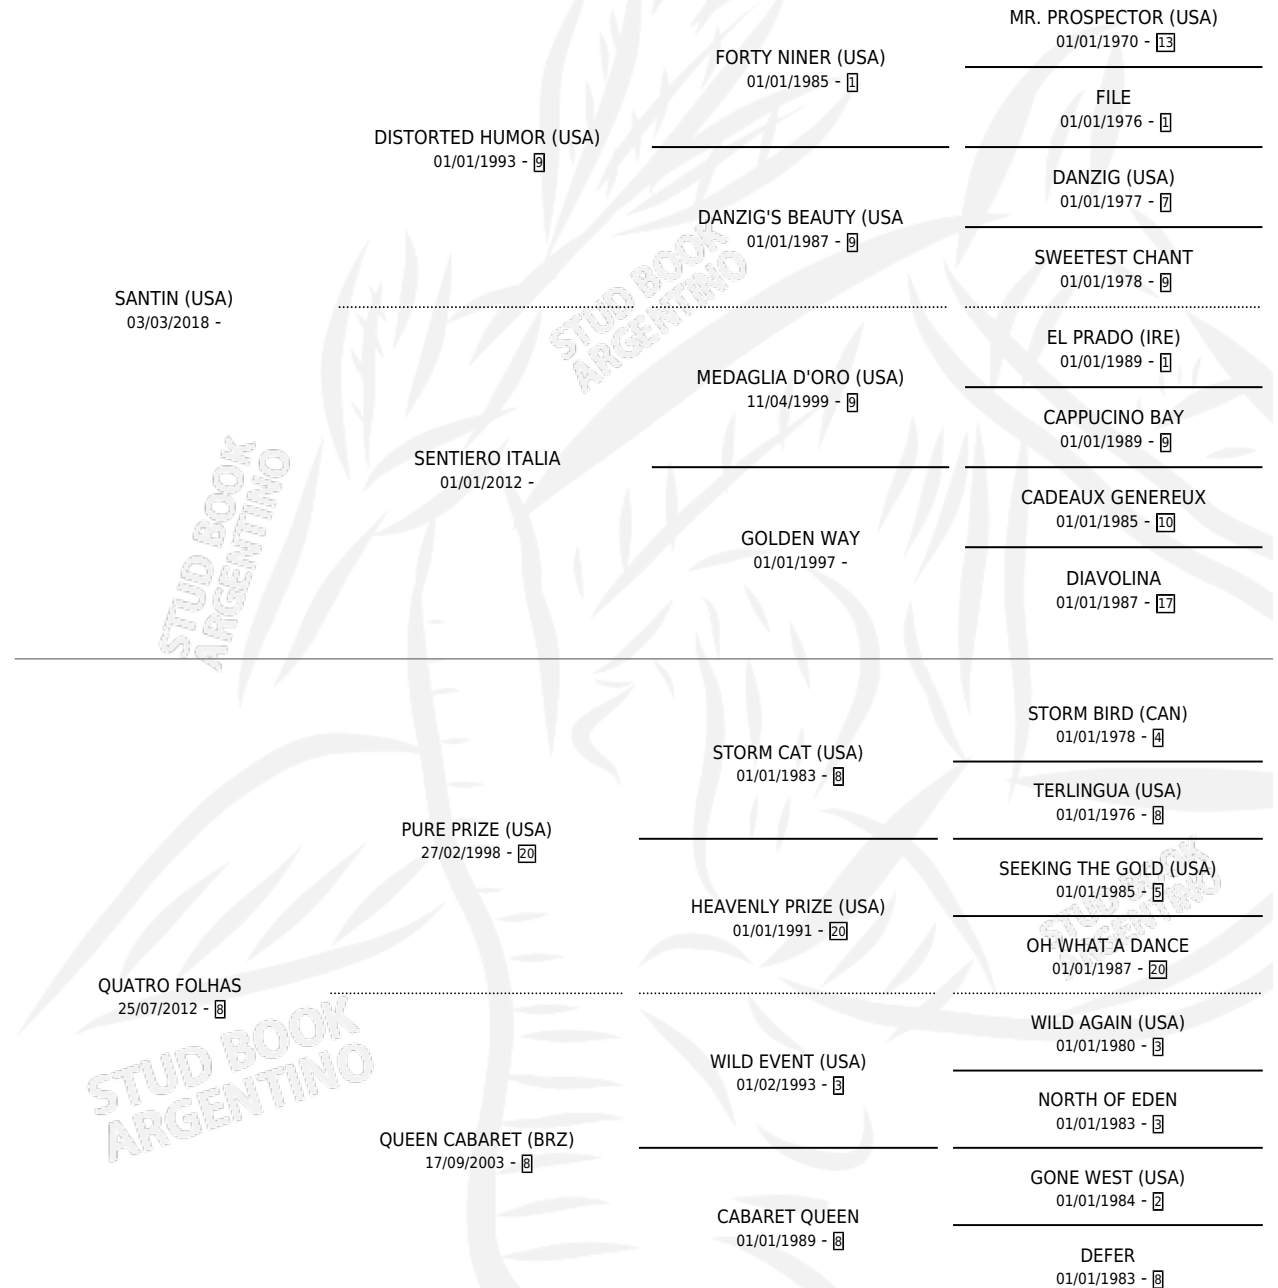 MR. PROSPECTOR (USA)
01/01/1970 - 13
FORTY NINER (USA)
01/01/1985 - 1
FILE
01/01/1976 - 1
DISTORTED HUMOR (USA)
01/01/1993 - 9
DANZIG (USA)
01/01/1977 - 7
DANZIG'S BEAUTY (USA
01/01/1987 - 9
SWEETEST CHANT
01/01/1978 - 9
SANTIN (USA)
03/03/2018 -
EL PRADO (IRE)
01/01/1989 - 1
MEDAGLIA D'ORO (USA)
11/04/1999 - 9
CAPPUCINO BAY
01/01/1989 - 9
SENTIERO ITALIA
01/01/2012 -
CADEAUX GENEREUX
01/01/1985 - 10
GOLDEN WAY
01/01/1997 -
DIAVOLINA
01/01/1987 - 17
STUD BOOK
ARGENTINO
STUD BOOK
ARGENTINO
STORM BIRD (CAN)
01/01/1978 - 4
STORM CAT (USA)
01/01/1983 - 8
TERLINGUA (USA)
01/01/1976 - 8
PURE PRIZE (USA)
27/02/1998 - 20
SEEKING THE GOLD (USA)
01/01/1985 - 5
HEAVENLY PRIZE (USA)
01/01/1991 - 20
OH WHAT A DANCE
01/01/1987 - 20
STUD BOOK
ARGENTINO
QUATRO FOLHAS
25/07/2012 - 8
WILD AGAIN (USA)
01/01/1980 - 3
WILD EVENT (USA)
01/02/1993 - 3
NORTH OF EDEN
01/01/1983 - 3
QUEEN CABARET (BRZ)
17/09/2003 - 8
GONE WEST (USA)
01/01/1984 - 2
CABARET QUEEN
01/01/1989 - 8
DEFER
01/01/1983 - 8
STUD BOOK
ARGENTINO